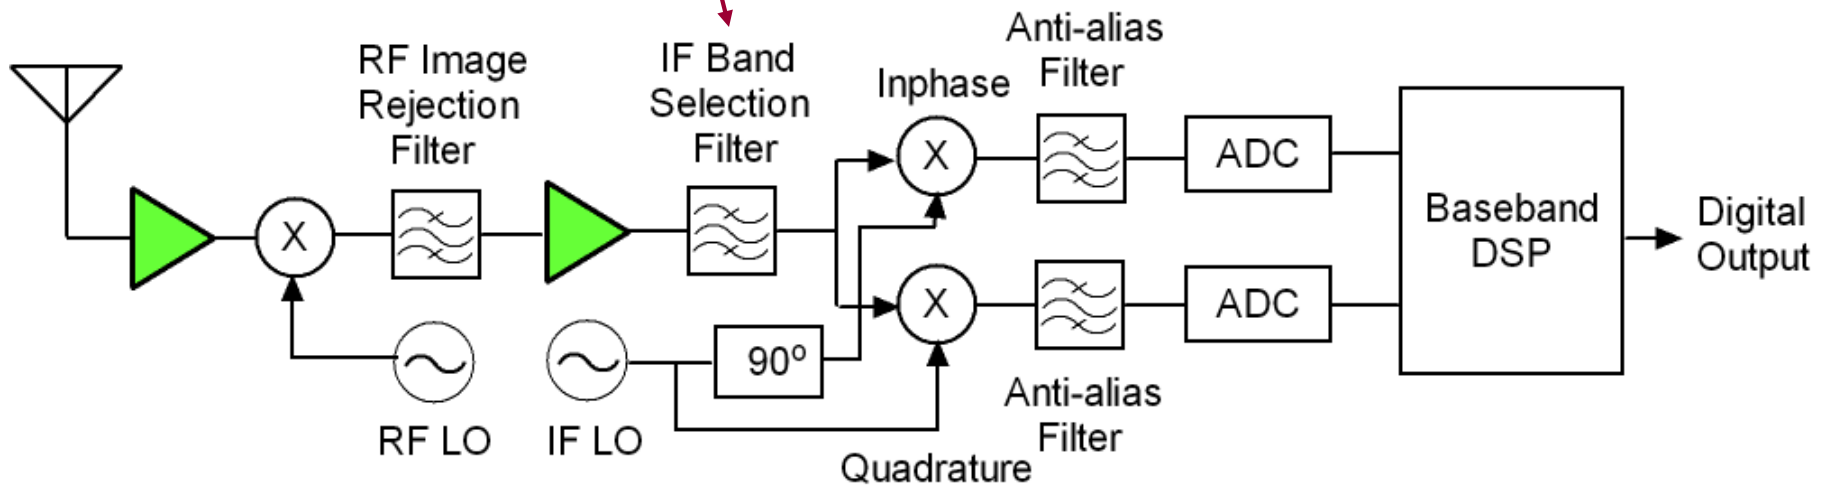 RF Image
Rejection
Filter
IF Band
Selection
Filter
Inphase
Anti-alias
Filter
X
X
ADC
Baseband
DSP
Digital
Output
X
ADC
90º
RF LO
IF LO
Quadrature
Anti-alias
Filter